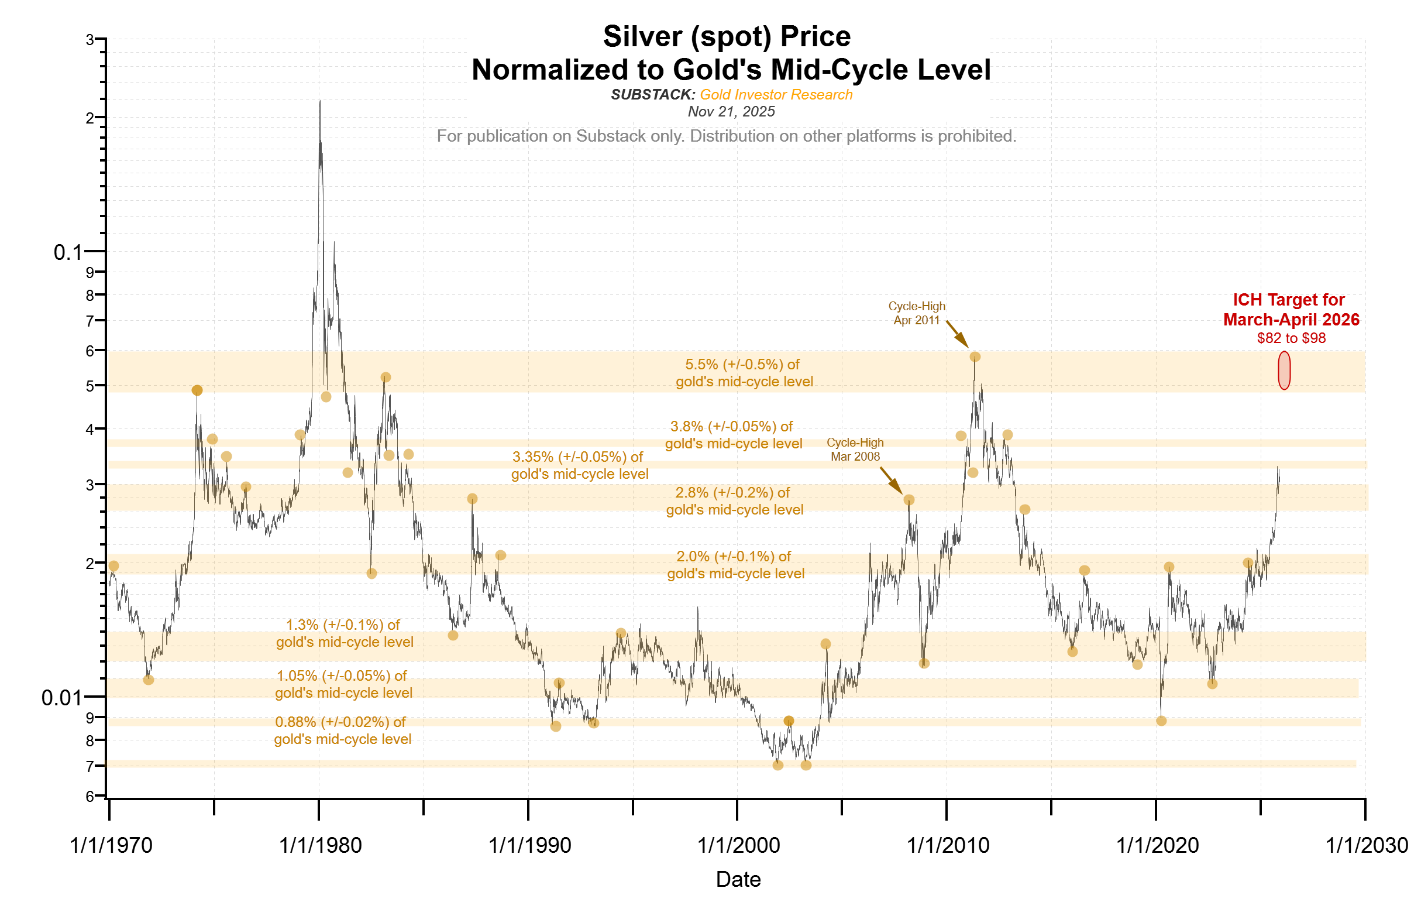 Silver (spot) Price
Normalized to Gold's Mid-Cycle Level
SUBSTACK: Gold Investor Research
Nov 21, 2025
For publication on Substack only. Distribution on other platforms is prohibited.
3
2
0.1
9
8
7
6
5
4
3
2
0.01
9
8
7
6
Cycle-High
Apr 2011
ICH Target for
March-April 2026
$82 to $98
5.5% (+/-0.5%) of
gold's mid-cycle level
3.8% (+/-0.05%) of
gold's mid-cycle level
Cycle-High
Mar 2008
3.35% (+/-0.05%) of
gold's mid-cycle level
2.8% (+/-0.2%) of
gold's mid-cycle level
2.0% (+/-0.1%) of
gold's mid-cycle level
1.3% (+/-0.1%) of
gold's mid-cycle level
1.05% (+/-0.05%) of
gold's mid-cycle level
0.88% (+/-0.02%) of
gold's mid-cycle level
1/1/1970 1/1/1980 1/1/1990 1/1/2000 1/1/2010 1/1/2020 1/1/2030
Date